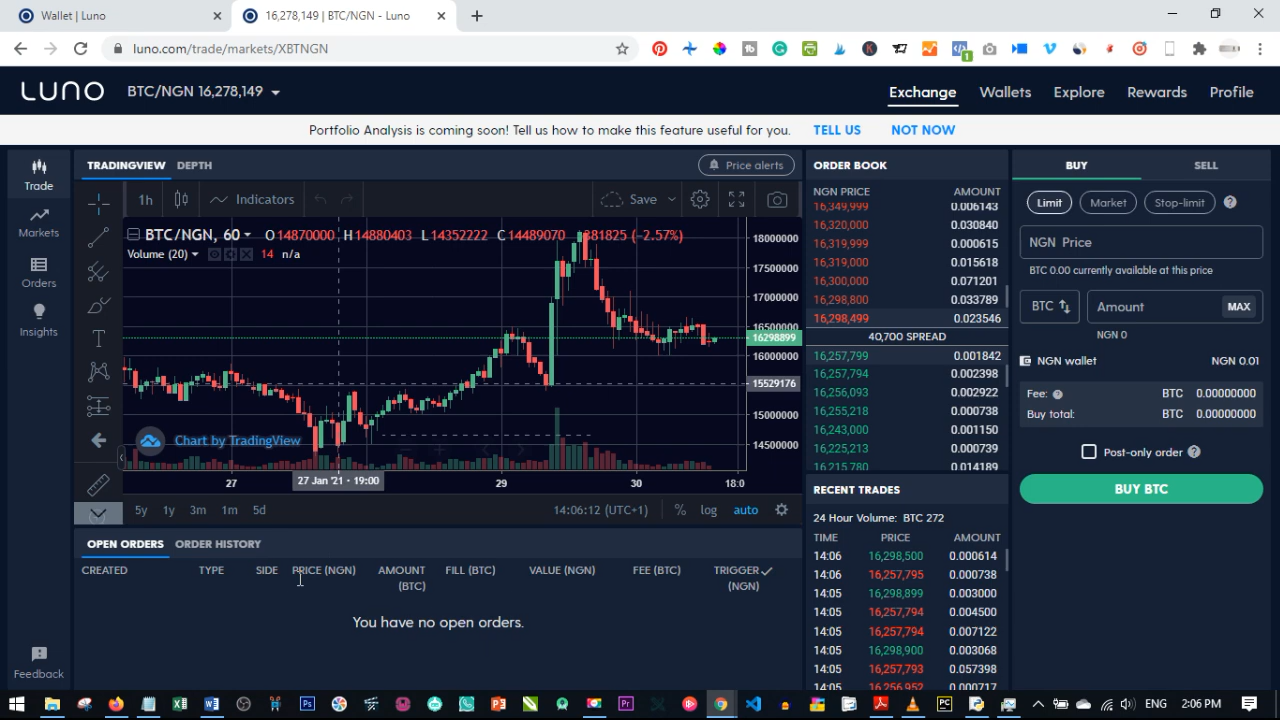 Wallet | Luno
16,278,149 | BTC/NGN - Luno
luno.com/trade/markets/XBTNGN
LUNO
BTC/NGN 16,278,149
Exchange
Wallets
Explore
Rewards
Profile
Portfolio Analysis is coming soon! Tell us how to make this feature useful for you.
TELL US
NOT NOW
Trade
Markets
Orders
Insights
Feedback
TRADINGVIEW
DEPTH
Price alerts
1h
Indicators
Save
BTC/NGN, 60
O14870000 H14880403 L14352222 C14489070 381825 (−2.57%)
Volume (20)
14 n/a
18000000
17500000
17000000
16500000
16298899
16000000
15529176
15000000
14500000
Chart by TradingView
27
27 Jan '21 · 19:00
29
30
18:0
5y
1y
3m
1m
5d
14:06:12 (UTC+1)
%
log
auto
OPEN ORDERS
ORDER HISTORY
CREATED
TYPE
SIDE
PRICE (NGN)
AMOUNT (BTC)
FILL (BTC)
VALUE (NGN)
FEE (BTC)
TRIGGER (NGN)
You have no open orders.
ORDER BOOK
NGN PRICE AMOUNT
16,349,999 0.006143
16,320,000 0.030840
16,319,999 0.000615
16,319,000 0.015618
16,300,000 0.071201
16,298,800 0.033789
16,298,499 0.023546
40,700 SPREAD
16,257,799 0.001842
16,257,794 0.002398
16,256,093 0.002922
16,255,218 0.000738
16,243,000 0.001150
16,225,223 0.000739
16,215,780 0.014189
RECENT TRADES
24 Hour Volume: BTC 272
TIME PRICE AMOUNT
14:06 16,298,500 0.000614
14:06 16,257,795 0.000738
14:05 16,298,899 0.003000
14:05 16,257,794 0.004500
14:05 16,257,794 0.007122
14:05 16,298,900 0.003068
14:05 16,257,793 0.057398
14:05 16,256,952 0.000717
BUY
SELL
Limit
Market
Stop-limit
NGN Price
BTC 0.00 currently available at this price
BTC
Amount
MAX
NGN 0
NGN wallet NGN 0.01
Fee: BTC 0.00000000
Buy total: BTC 0.00000000
Post-only order
BUY BTC
ENG
2:06 PM